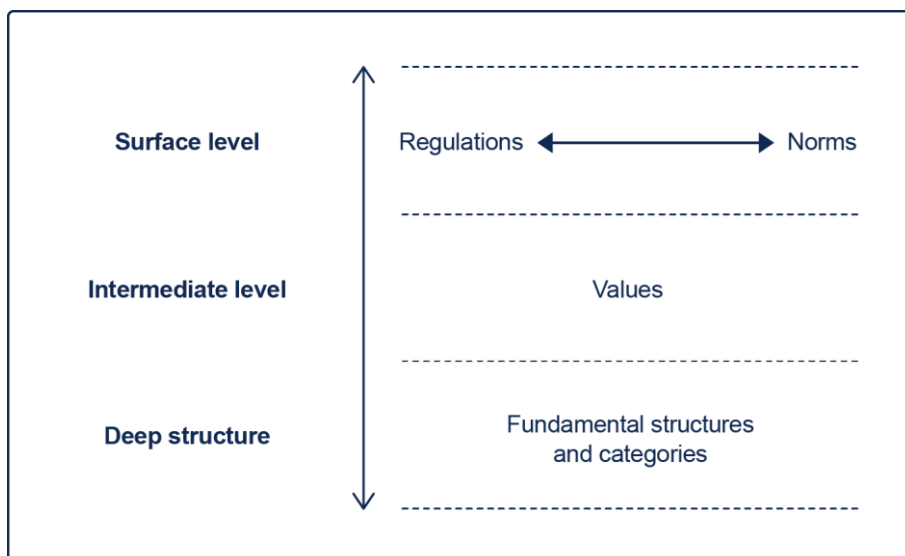 Surface level
Regulations
Norms
Intermediate level
Values
Deep structure
Fundamental structures
and categories